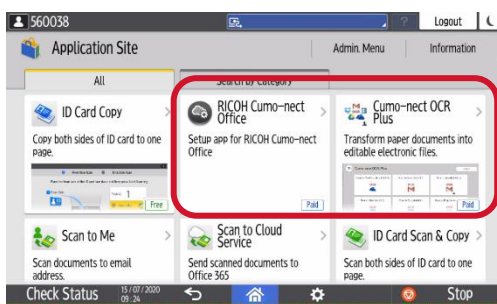 560038
?
Logout
Application Site
Admin. Menu
Information
All
Search by Category
ID Card Copy
Copy both sides of ID card to one
page.
Free
RICOH Cumo-nect
Office
Setup app for RICOH Cumo-nect
Office
Paid
Cumo-nect OCR
Plus
Transform paper documents into
editable electronic files.
Paid
Scan to Me
Scan documents to email
address.
Scan to Cloud
Service
Send scanned documents to
Office 365
ID Card Scan & Copy
Scan both sides of ID card to one
page.
Check Status
15/07/2020
09:24
Stop